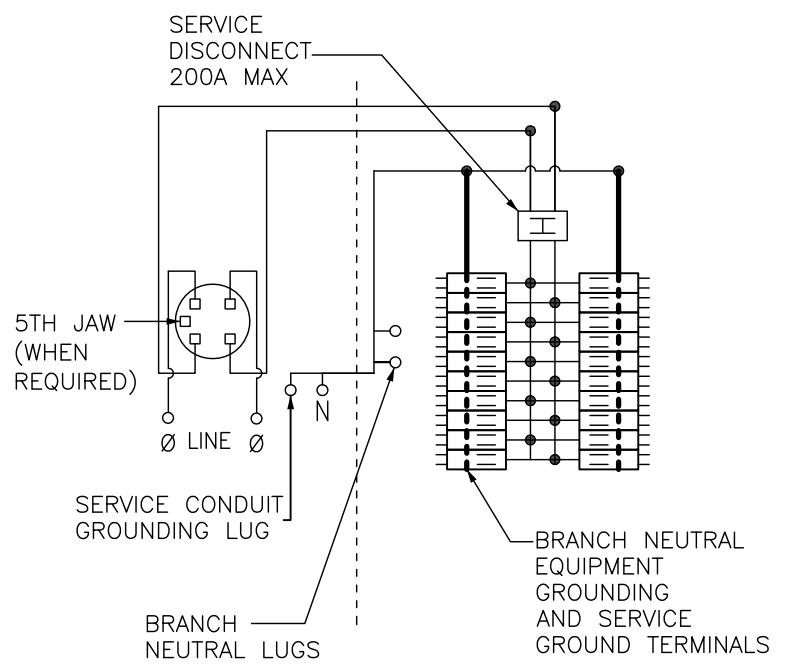 SERVICE
DISCONNECT
200A MAX
5TH JAW
(WHEN
REQUIRED)
Ø LINE Ø
N
SERVICE CONDUIT
GROUNDING LUG
BRANCH
NEUTRAL LUGS
BRANCH NEUTRAL
EQUIPMENT
GROUNDING
AND SERVICE
GROUND TERMINALS